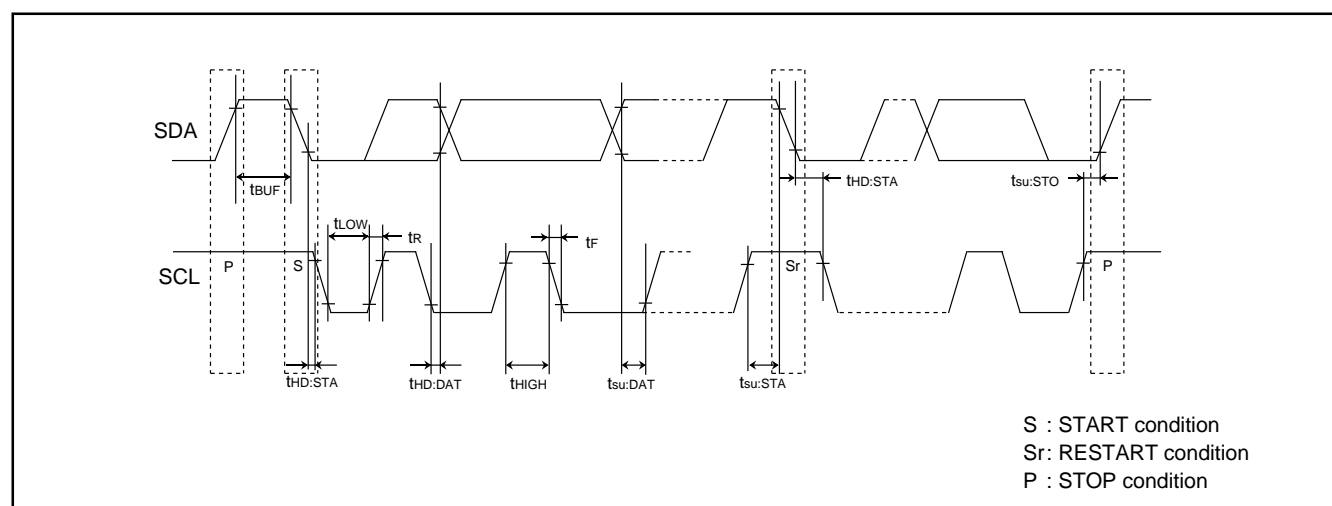 SDA
tBUF
tHD:STA
tsu:STO
tLOW
tR
tF
SCL
P
S
Sr
P
tHD:STA
tHD:DAT
tHIGH
tsu:DAT
tsu:STA
S : START condition
Sr: RESTART condition
P : STOP condition